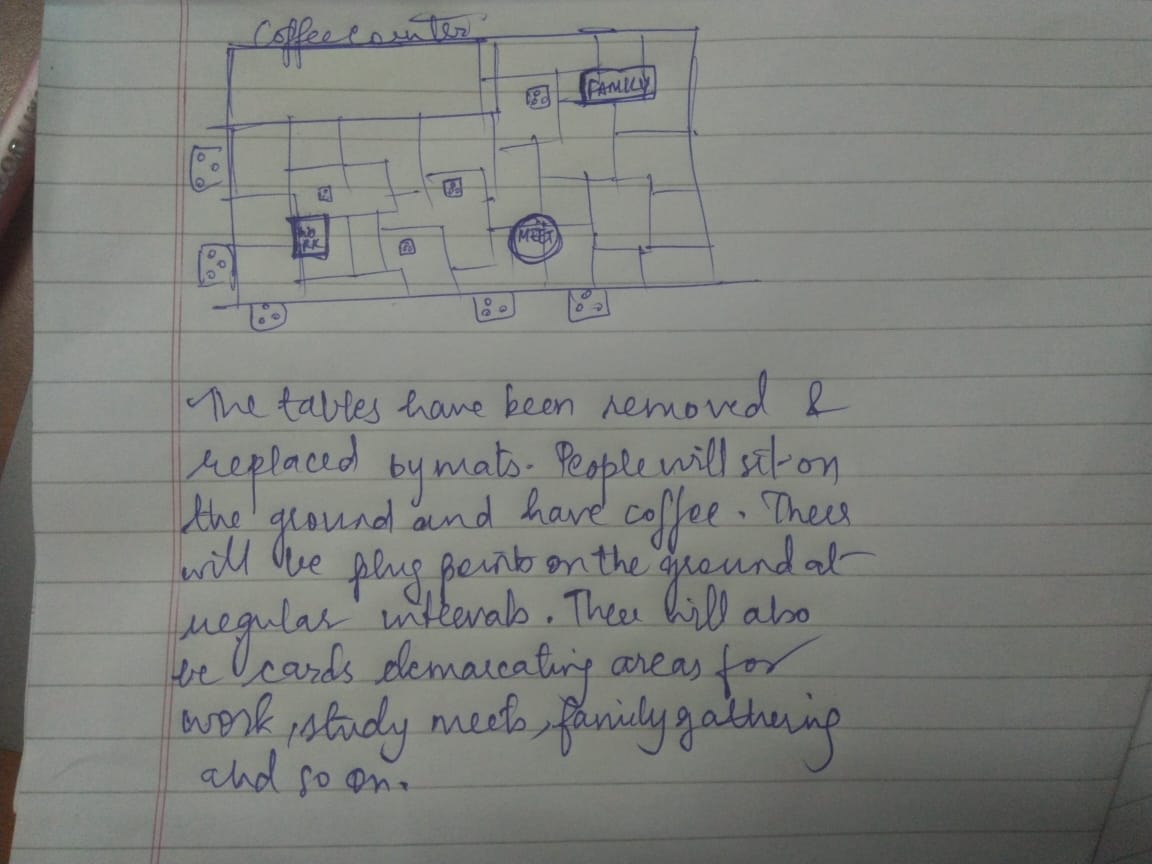 Coffee counter
FAMILY
WO
RK
MEET
The tables have been removed &
replaced by mats. People will sit on
the ground and have coffee. There
will be plug points on the ground at
regular intervals. There will also
be cards demarcating areas for
work, study meets, family gathering
and so on.